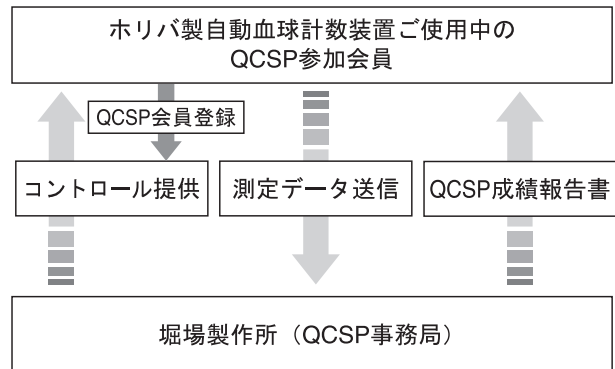 ホリバ製自動血球計数装置ご使用中の
QCSP参加会員
QCSP会員登録
コントロール提供
測定データ送信
QCSP成績報告書
堀場製作所（QCSP事務局）